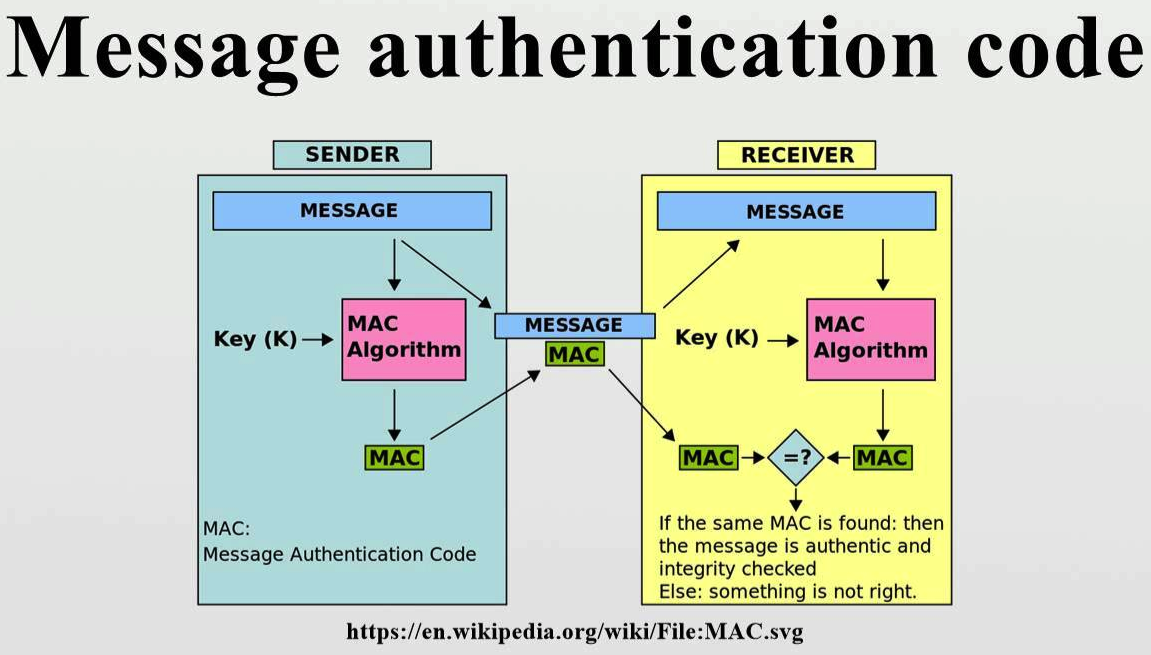 Message authentication code
SENDER
MESSAGE
Key (K)
MAC
Algorithm
MAC
MAC:
Message Authentication Code
MESSAGE
MAC
RECEIVER
MESSAGE
Key (K)
MAC
Algorithm
MAC
=?
MAC
If the same MAC is found: then
the message is authentic and
integrity checked
Else: something is not right.
https://en.wikipedia.org/wiki/File:MAC.svg